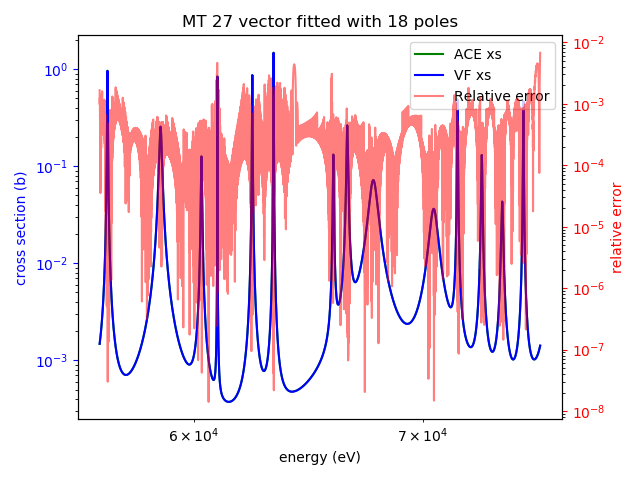 MT 27 vector fitted with 18 poles
ACE xs
VF xs
Relative error
cross section (b)
10⁰
10⁻¹
10⁻²
10⁻³
10⁻²
10⁻³
10⁻⁴
10⁻⁵
10⁻⁶
10⁻⁷
10⁻⁸
relative error
6 × 10⁴
7 × 10⁴
energy (eV)